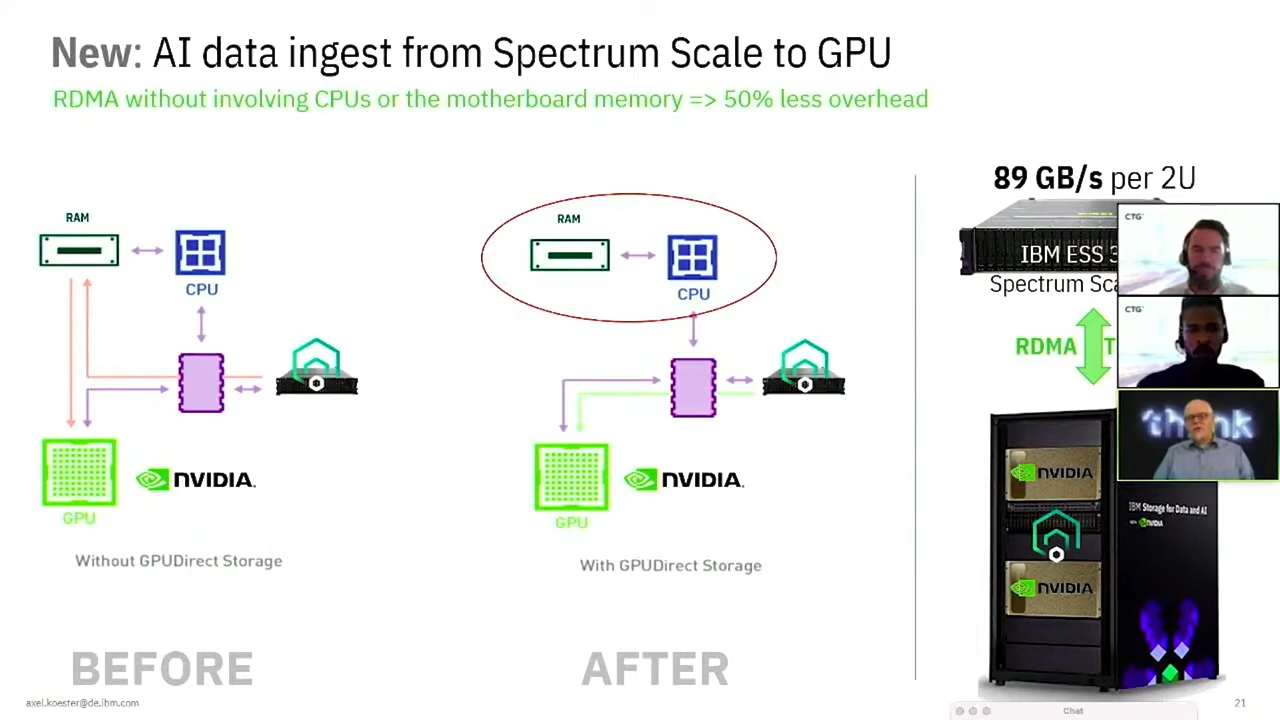 New: AI data ingest from Spectrum Scale to GPU
RDMA without involving CPUs or the motherboard memory => 50% less overhead
RAM
CPU
GPU
NVIDIA.
Without GPUDirect Storage
BEFORE
RAM
CPU
GPU
NVIDIA.
With GPUDirect Storage
AFTER
89 GB/s per 2U
IBM ESS 3
Spectrum Sca
RDMA T
CTG
CTG
'think
NVIDIA
NVIDIA
IBM Storage for Data and AI
with NVIDIA
axel.koester@de.ibm.com
21
Chat